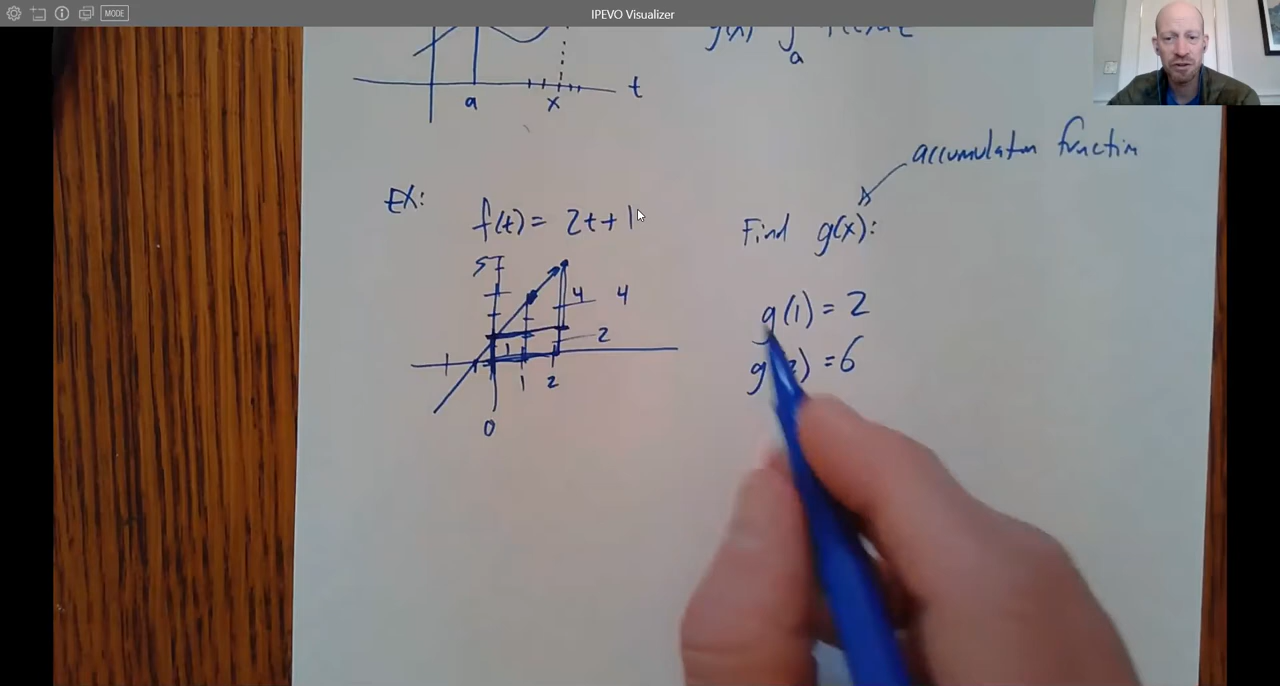 MODE
IPEVO Visualizer
a
x
t
a
accumulation function
EX:
f(t) = 2t+1
Find g(x):
5
4
4
2
1
1
2
0
g(1) = 2
g(2) = 6